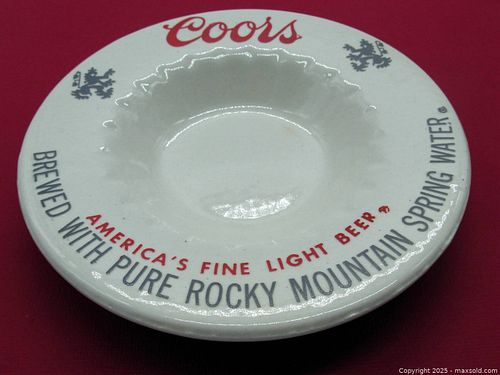 Coors
AMERICA'S FINE LIGHT BEER
BREWED WITH PURE ROCKY MOUNTAIN SPRING WATER ®
Copyright 2025 - maxsold.com